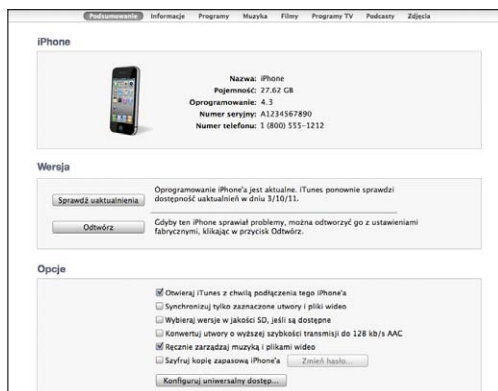 Podsumowanie Informacje Programy Muzyka Filmy Programy TV Podcasty Zdjęcia
iPhone
Nazwa: iPhone
Pojemność: 27.62 GB
Oprogramowanie: 4.3
Numer seryjny: A1234567890
Numer telefonu: 1 (800) 555-1212
Wersja
Sprawdź uaktualnienia
Oprogramowanie iPhone'a jest aktualne. iTunes ponownie sprawdzi
dostępność uaktualnień w dniu 3/10/11.
Odtwórz
Gdyby ten iPhone sprawiał problemy, można odtworzyć go z ustawieniami
fabrycznymi, klikając w przycisk Odtwórz.
Opcje
Otwieraj iTunes z chwilą podłączenia tego iPhone'a
Synchronizuj tylko zaznaczone utwory i pliki wideo
Wybieraj wersje w jakości SD, jeśli są dostępne
Konwertuj utwory o wyższej szybkości transmisji do 128 kb/s AAC
Ręcznie zarządzaj muzyką i plikami wideo
Szyfruj kopię zapasową iPhone'a Zmień hasło...
Konfiguruj uniwersalny dostęp...